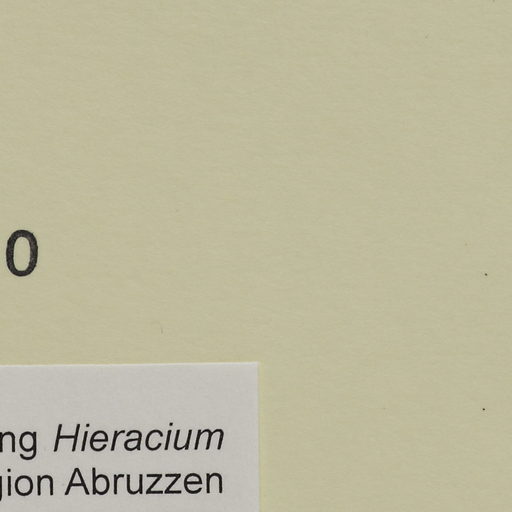 0
ng Hieracium
gion Abruzzen